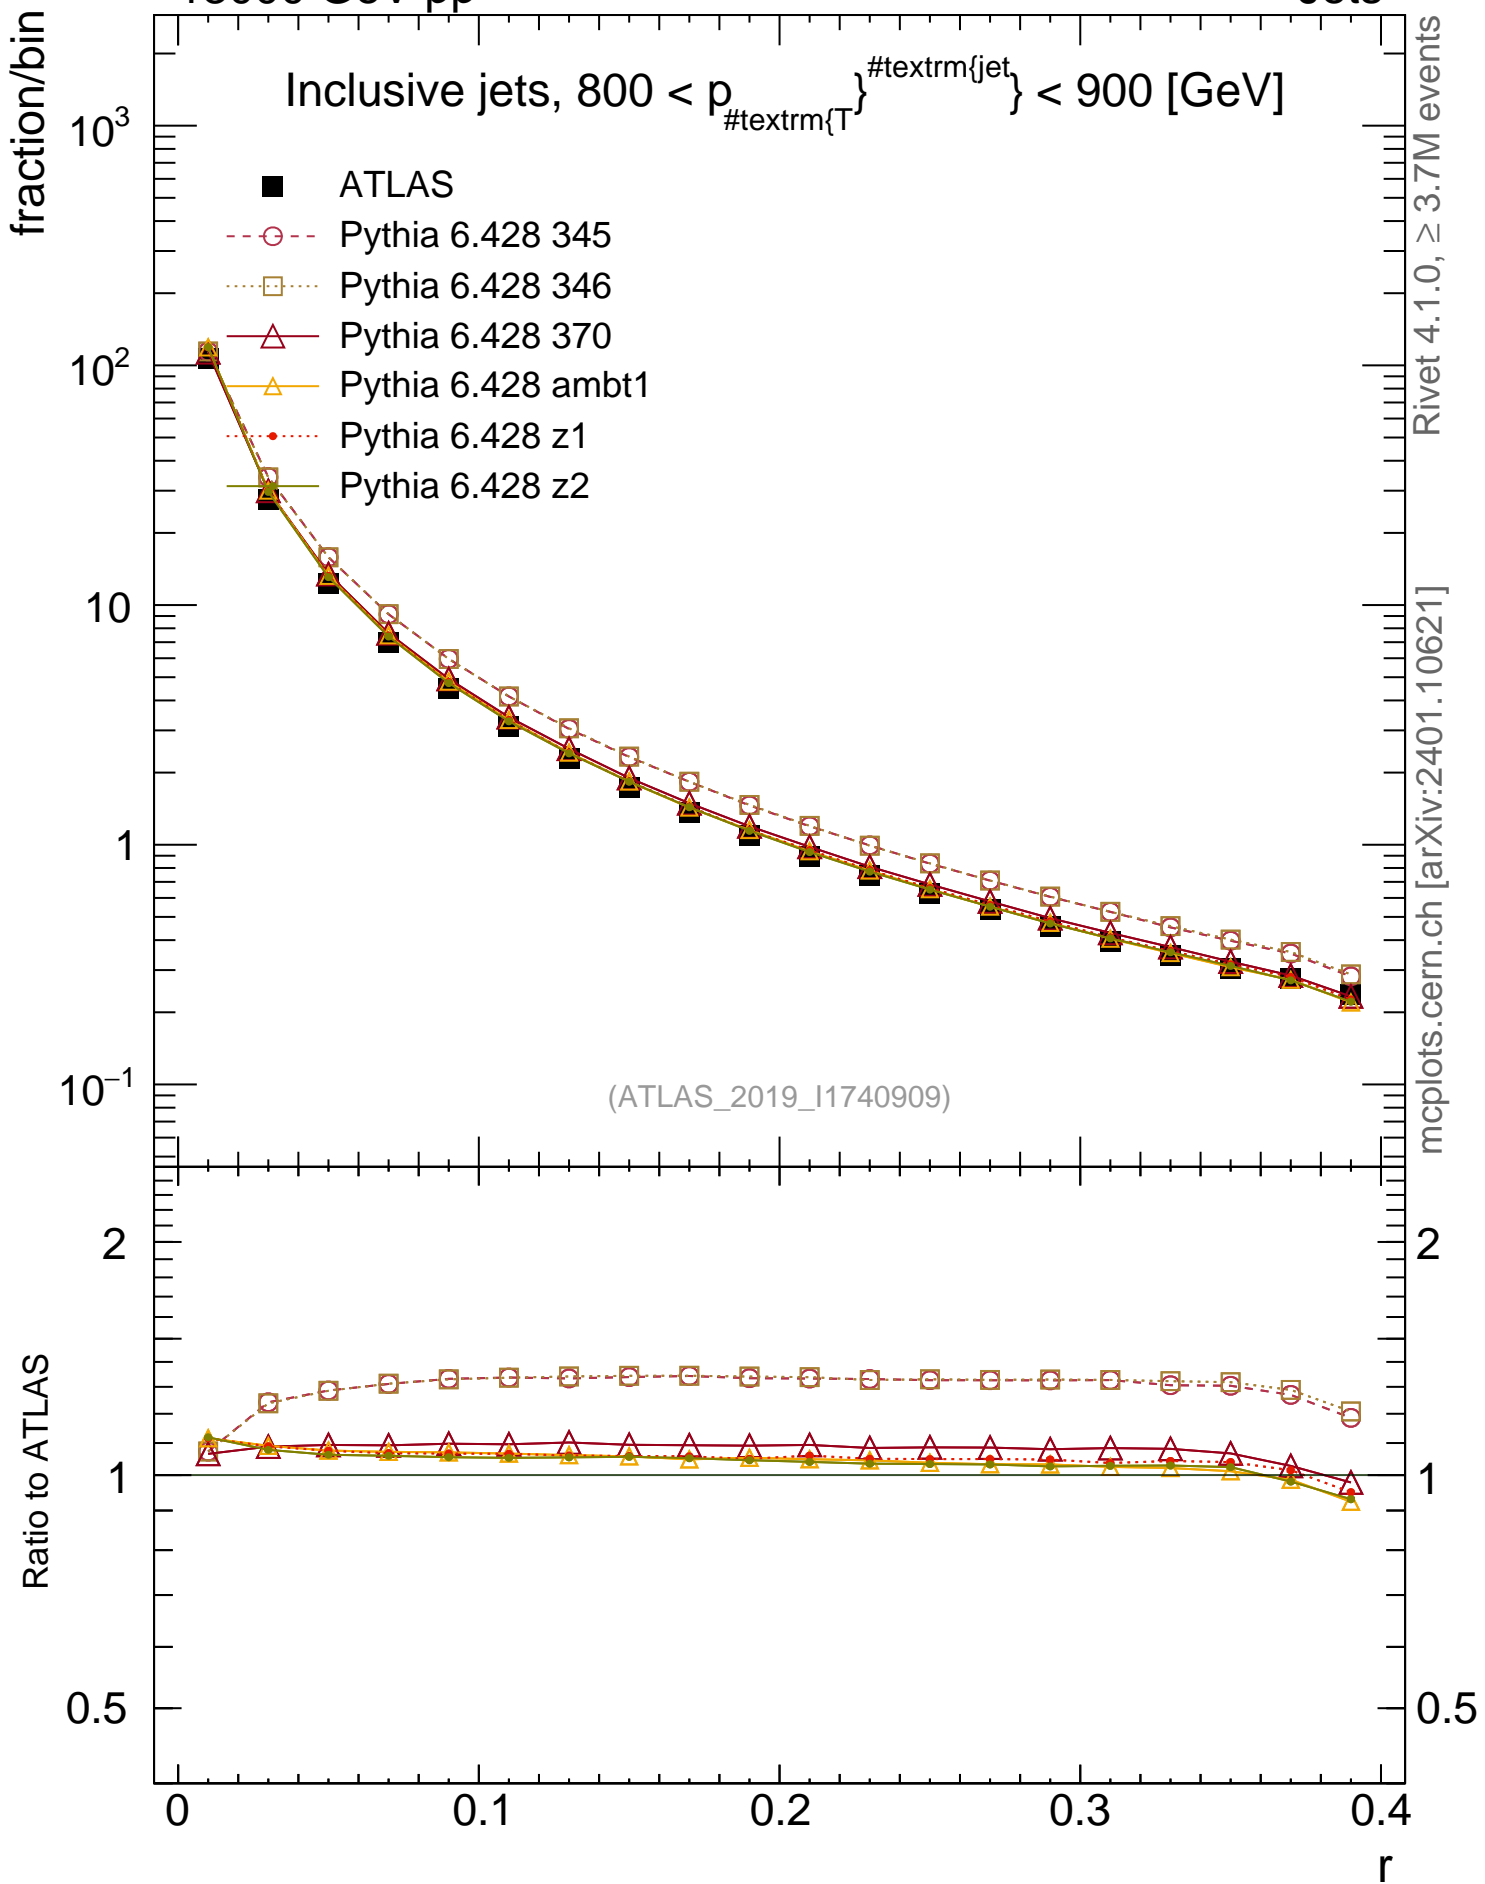 fraction/bin
Inclusive jets, 800 < p_#textrm{T}}^#textrm{jet}} < 900 [GeV]
ATLAS
Pythia 6.428 345
Pythia 6.428 346
Pythia 6.428 370
Pythia 6.428 ambt1
Pythia 6.428 z1
Pythia 6.428 z2
10³
10²
10
1
10⁻¹
(ATLAS_2019_I1740909)
Rivet 4.1.0, ≥ 3.7M events
mcplots.cern.ch [arXiv:2401.10621]
Ratio to ATLAS
2
1
0.5
2
1
0.5
0 0.1 0.2 0.3 0.4
r